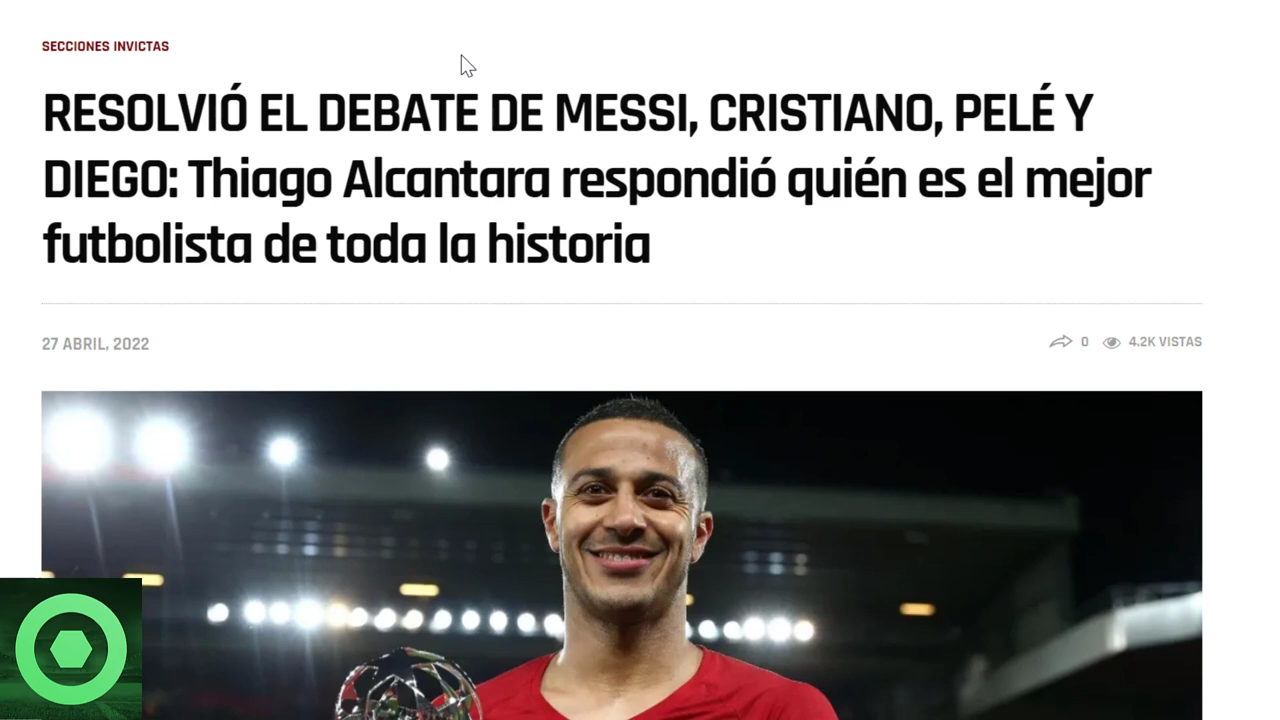 SECCIONES INVICTAS
RESOLVIÓ EL DEBATE DE MESSI, CRISTIANO, PELÉ Y
DIEGO: Thiago Alcantara respondió quién es el mejor
futbolista de toda la historia
27 ABRIL, 2022
0 4.2K VISTAS